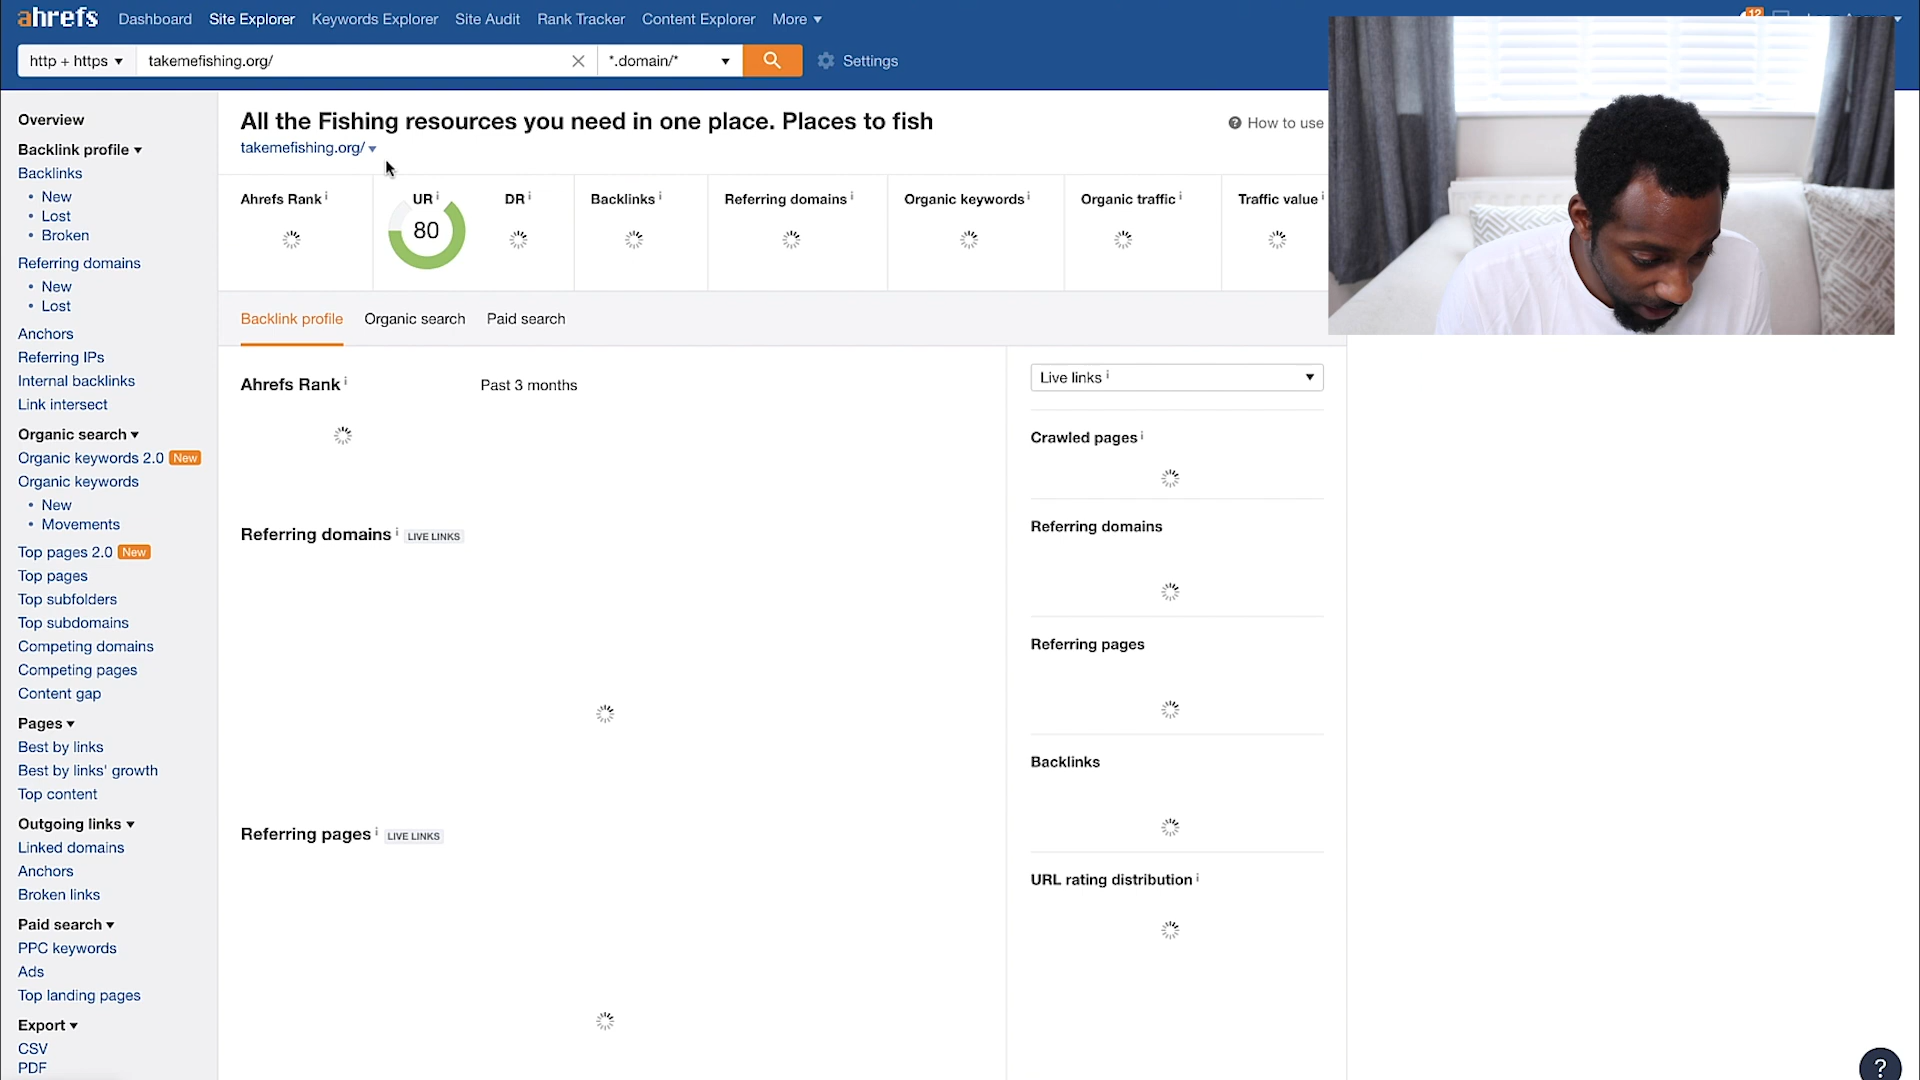 ahrefs Dashboard Site Explorer Keywords Explorer Site Audit Rank Tracker Content Explorer More
12
http + https takemefishing.org/ *.domain/* Settings
Overview
Backlink profile
Backlinks
• New
• Lost
• Broken
Referring domains
• New
• Lost
Anchors
Referring IPs
Internal backlinks
Link intersect
Organic search
Organic keywords 2.0 New
Organic keywords
• New
• Movements
Top pages 2.0 New
Top pages
Top subfolders
Top subdomains
Competing domains
Competing pages
Content gap
Pages
Best by links
Best by links' growth
Top content
Outgoing links
Linked domains
Anchors
Broken links
Paid search
PPC keywords
Ads
Top landing pages
Export
CSV
PDF
All the Fishing resources you need in one place. Places to fish
takemefishing.org/
? How to use
Ahrefs Rank i UR i DR i Backlinks i Referring domains i Organic keywords i Organic traffic i Traffic value i
80
Backlink profile Organic search Paid search
Ahrefs Rank i Past 3 months
Referring domains i LIVE LINKS
Referring pages i LIVE LINKS
Live links i
Crawled pages i
Referring domains
Referring pages
Backlinks
URL rating distribution i
?